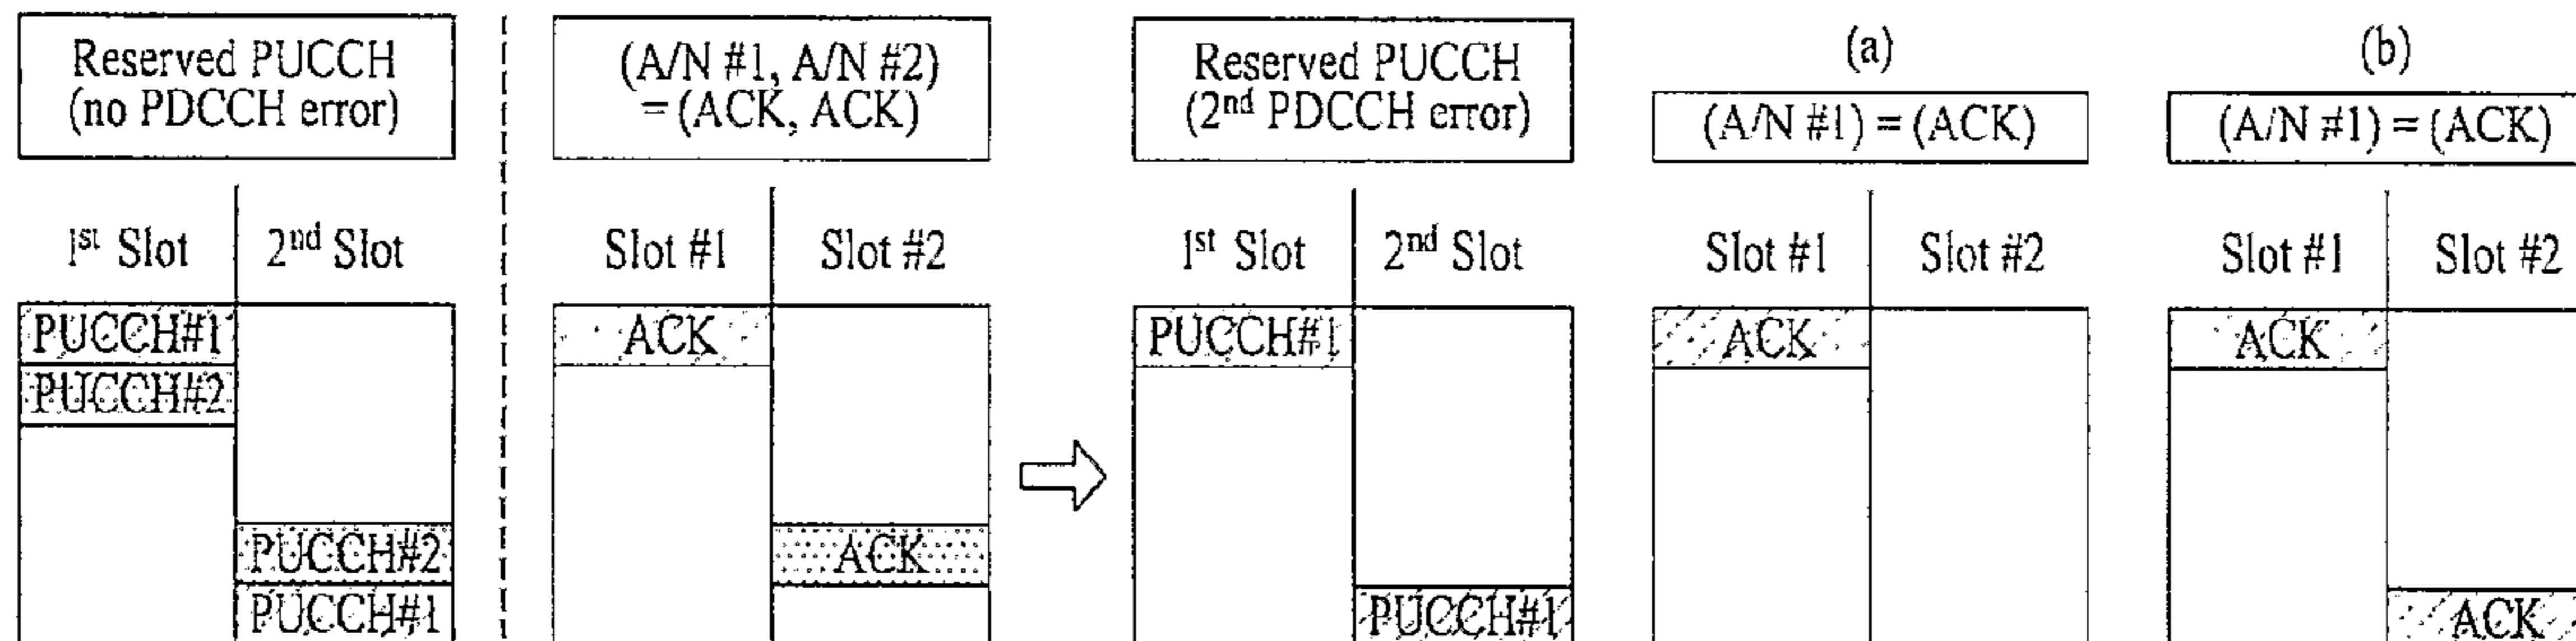 Reserved PUCCH
(no PDCCH error)
1st Slot
2nd Slot
PUCCH#1
PUCCH#2
PUCCH#2
PUCCH#1
(A/N #1, A/N #2)
= (ACK, ACK)
Slot #1
Slot #2
ACK
ACK
Reserved PUCCH
(2nd PDCCH error)
1st Slot
2nd Slot
PUCCH#1
PUCCH#1
(a)
(A/N #1) = (ACK)
Slot #1
Slot #2
ACK
(b)
(A/N #1) = (ACK)
Slot #1
Slot #2
ACK
ACK